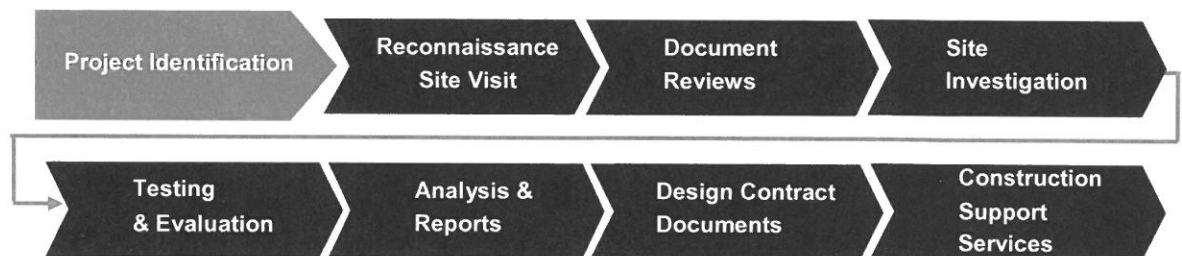 Project Identification
Reconnaissance
Site Visit
Document
Reviews
Site
Investigation
Testing
& Evaluation
Analysis &
Reports
Design Contract
Documents
Construction
Support
Services